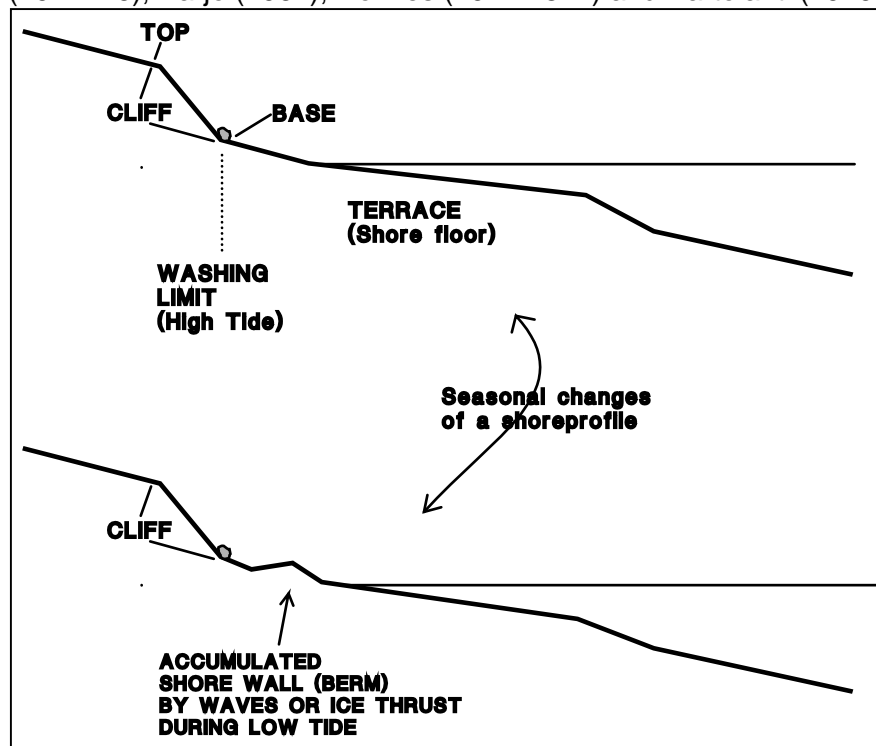 TOP
CLIFF
BASE
TERRACE
(Shore floor)
WASHING
LIMIT
(High Tide)
Seasonal changes
of a shoreprofile
CLIFF
ACCUMULATED
SHORE WALL (BERM)
BY WAVES OR ICE THRUST
DURING LOW TIDE